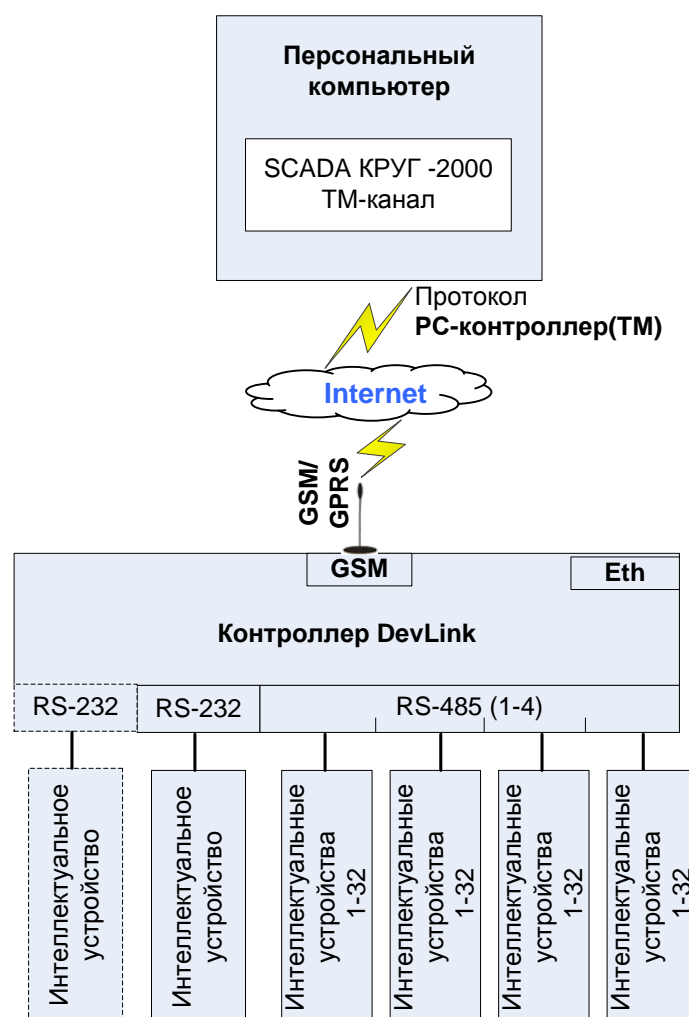 Персональный
компьютер
SCADA КРУГ -2000
ТМ-канал
Протокол
PC-контроллер(ТМ)
Internet
GSM/
GPRS
GSM
Eth
Контроллер DevLink
RS-232
RS-232
RS-485 (1-4)
Интеллектуальное
устройство
Интеллектуальное
устройство
Интеллектуальные
устройства
1-32
Интеллектуальные
устройства
1-32
Интеллектуальные
устройства
1-32
Интеллектуальные
устройства
1-32